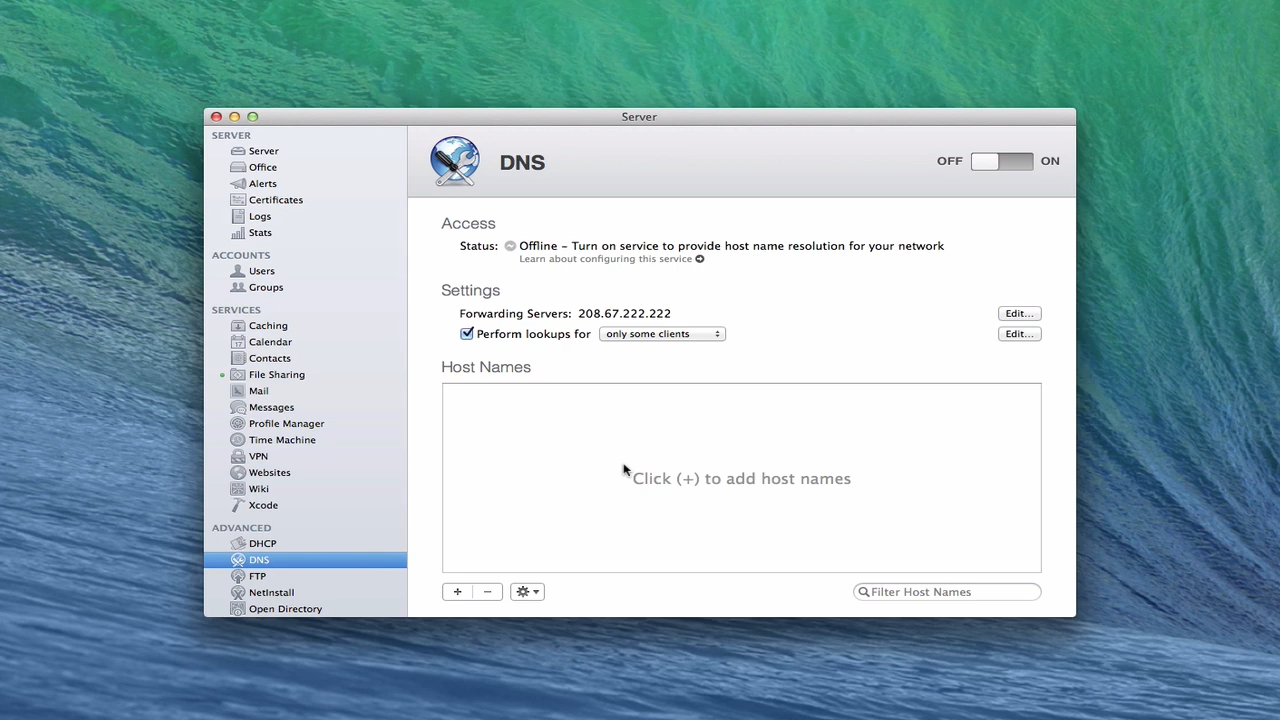 Server
SERVER
Server
Office
Alerts
Certificates
Logs
Stats
ACCOUNTS
Users
Groups
SERVICES
Caching
Calendar
17
Contacts
File Sharing
Mail
Messages
Profile Manager
Time Machine
VPN
Websites
Wiki
Xcode
ADVANCED
DHCP
DNS
FTP
NetInstall
Open Directory
DNS
OFF ON
Access
Status: Offline – Turn on service to provide host name resolution for your network
Learn about configuring this service
Settings
Forwarding Servers: 208.67.222.222 Edit...
Perform lookups for only some clients Edit...
Host Names
Click (+) to add host names
+ −
Filter Host Names